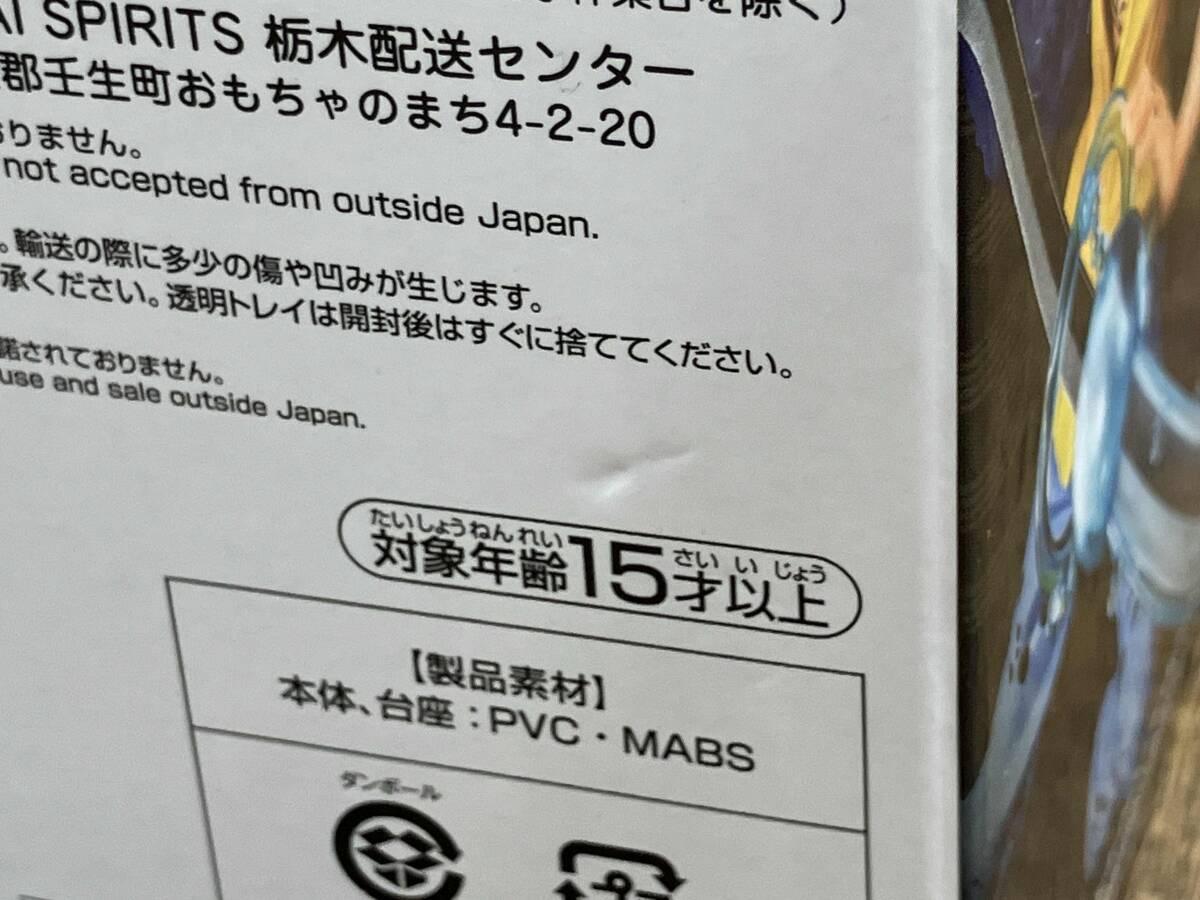 を除く)
AI SPIRITS 栃木配送センター
郡壬生町おもちゃのまち4-2-20
おりません。
not accepted from outside Japan.
。輸送の際に多少の傷や凹みが生じます。
承ください。透明トレイは開封後はすぐに捨ててください。
諾されておりません。
use and sale outside Japan.
たいしょうねんれい さい い じょう
対象年齢15才以上
【製品素材】
本体、台座:PVC・MABS
ダンボール